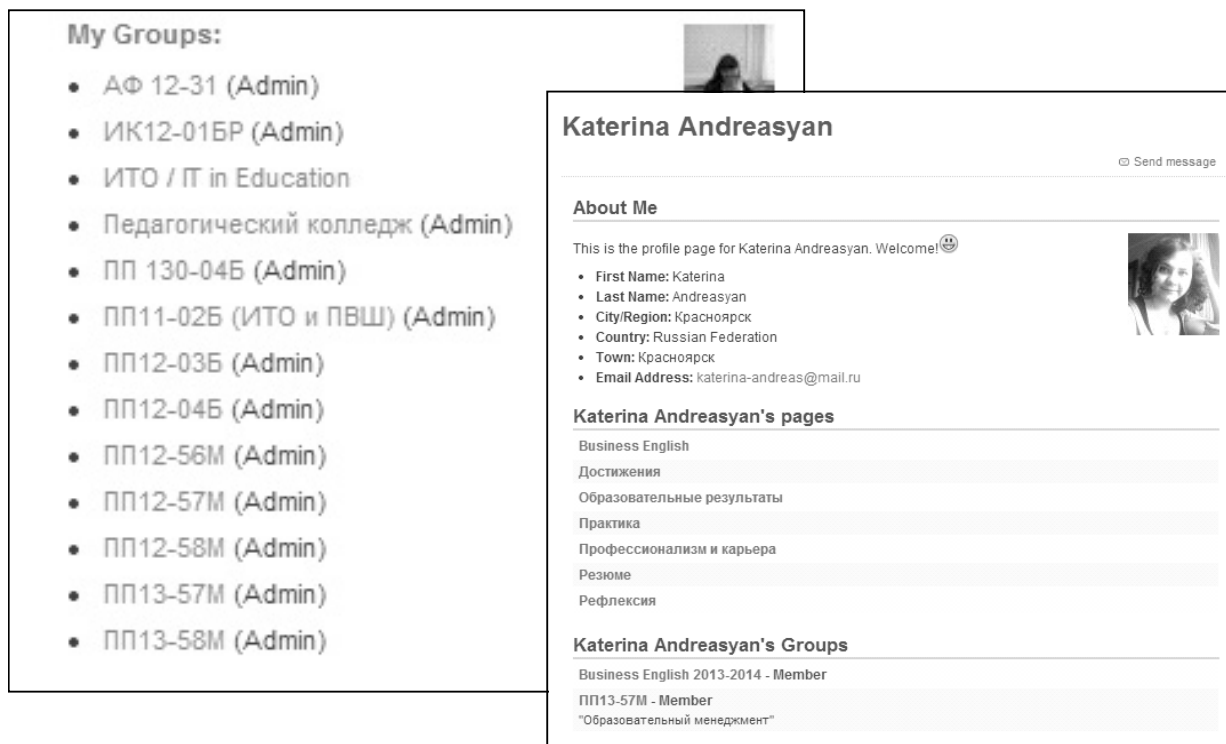 My Groups:
АФ 12-31 (Admin)
ИК12-01БР (Admin)
ИТО / IT in Education
Педагогический колледж (Admin)
ПП 130-04Б (Admin)
ПП11-02Б (ИТО и ПВШ) (Admin)
ПП12-03Б (Admin)
ПП12-04Б (Admin)
ПП12-56М (Admin)
ПП12-57М (Admin)
ПП12-58М (Admin)
ПП13-57М (Admin)
ПП13-58М (Admin)
Katerina Andreasyan
Send message
About Me
This is the profile page for Katerina Andreasyan. Welcome!
First Name: Katerina
Last Name: Andreasyan
City/Region: Красноярск
Country: Russian Federation
Town: Красноярск
Email Address: katerina-andreas@mail.ru
Katerina Andreasyan's pages
Business English
Достижения
Образовательные результаты
Практика
Профессионализм и карьера
Резюме
Рефлексия
Katerina Andreasyan's Groups
Business English 2013-2014 - Member
ПП13-57М - Member
"Образовательный менеджмент"